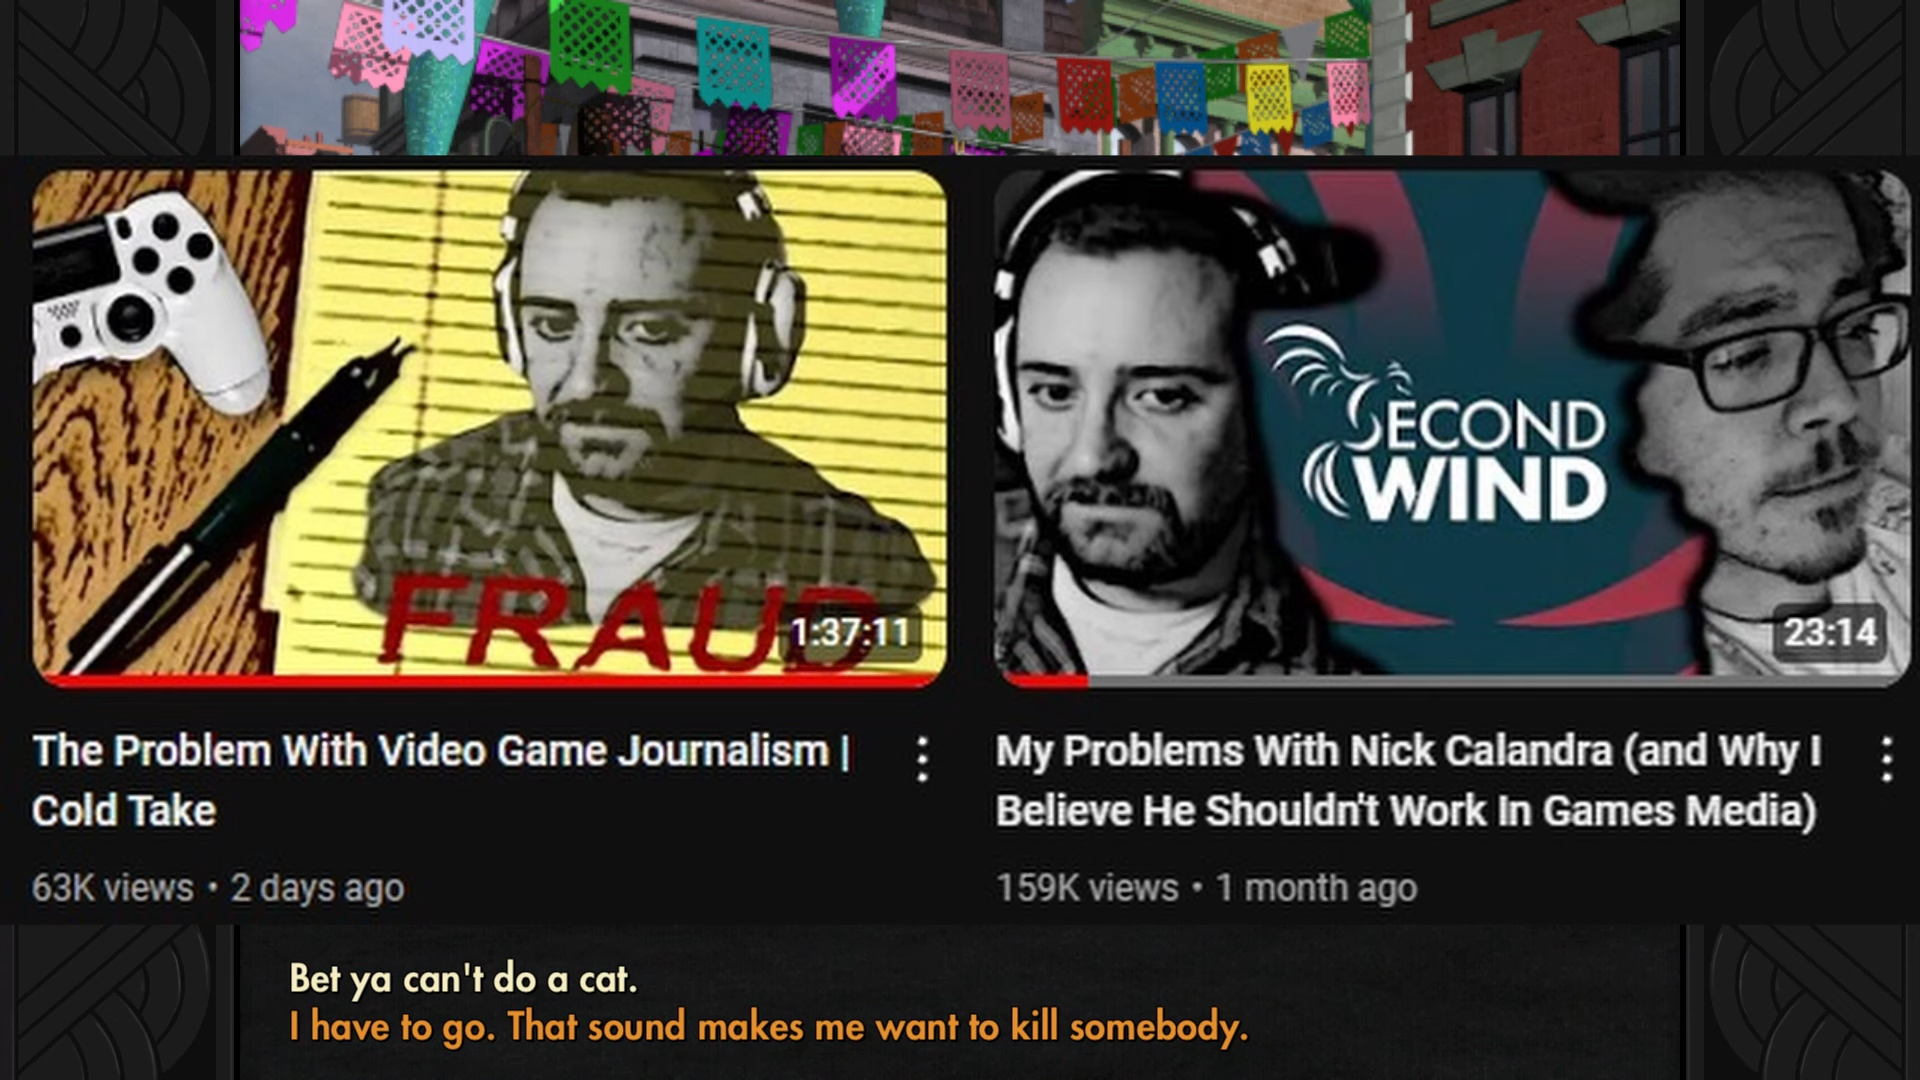 FRAUD
1:37:11
SECOND
WIND
23:14
The Problem With Video Game Journalism |
Cold Take
63K views • 2 days ago
My Problems With Nick Calandra (and Why I
Believe He Shouldn't Work In Games Media)
159K views • 1 month ago
Bet ya can't do a cat.
I have to go. That sound makes me want to kill somebody.